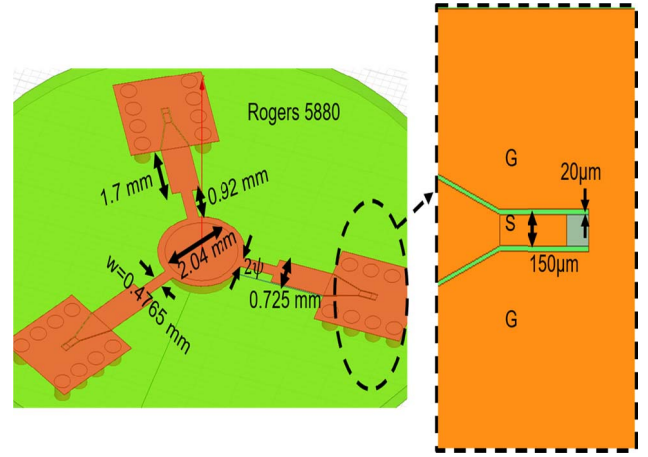 Rogers 5880
1.7 mm
0.92 mm
2.04 mm
2ψ
w=0.4765 mm
0.725 mm
G
20μm
S
150μm
G